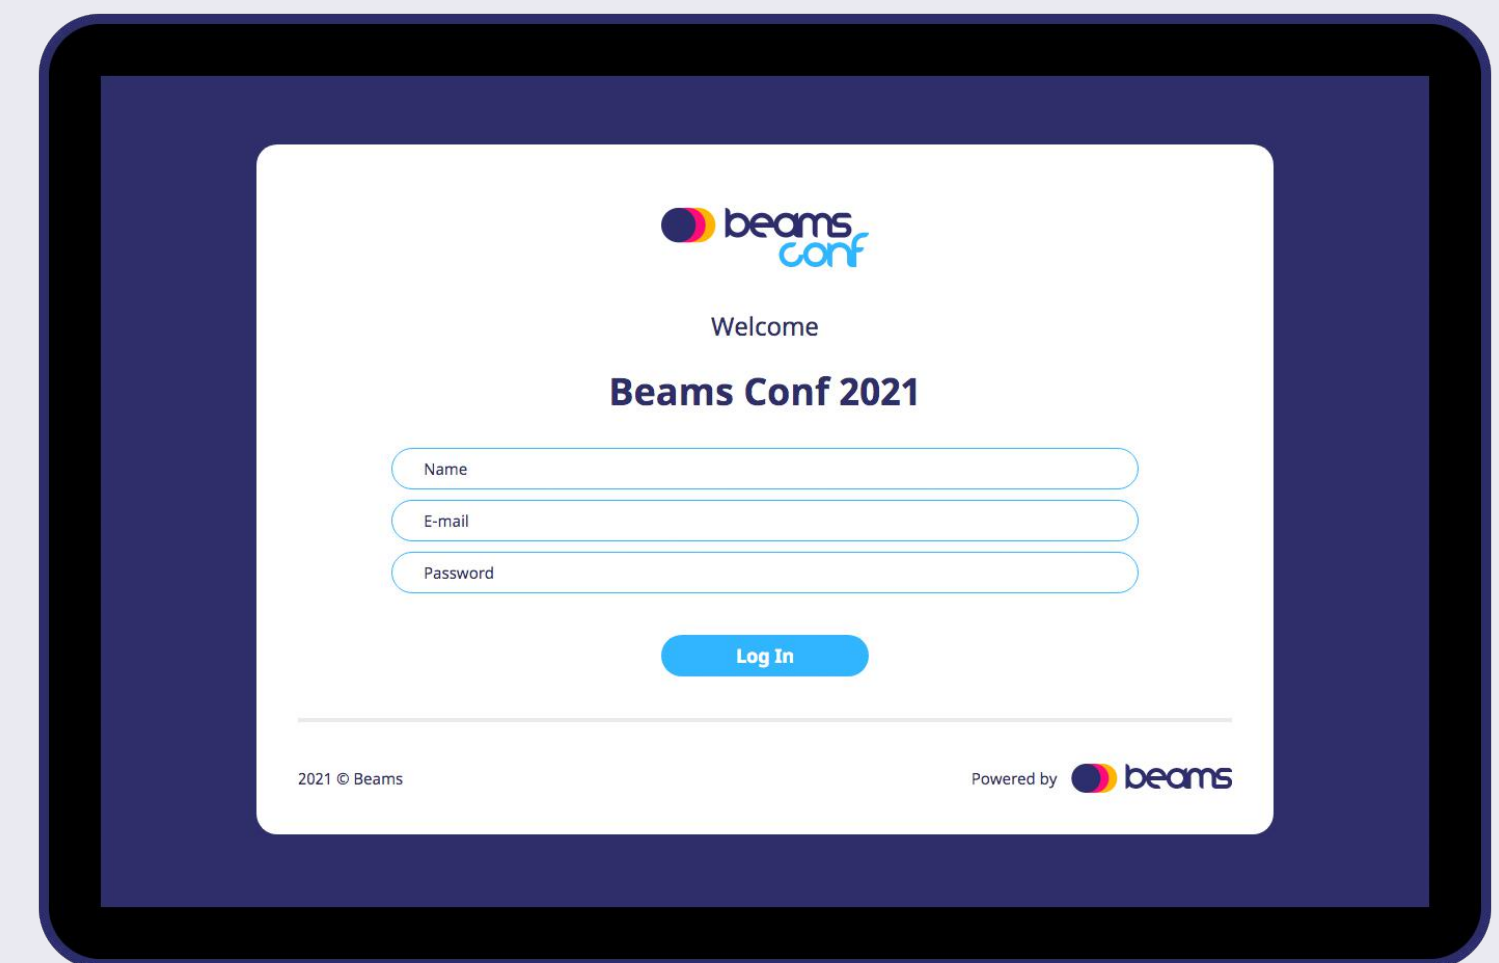 beams
conf
Welcome
Beams Conf 2021
Name
E-mail
Password
Log In
2021 © Beams
Powered by beams